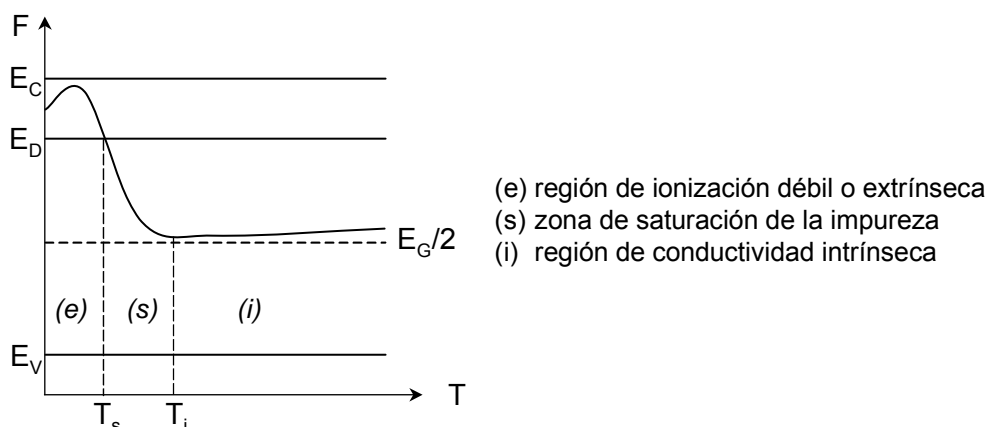 F
E_C
E_D
E_G/2
(e) (s) (i)
E_V
T
T_s T_i
(e) región de ionización débil o extrínseca
(s) zona de saturación de la impureza
(i) región de conductividad intrínseca